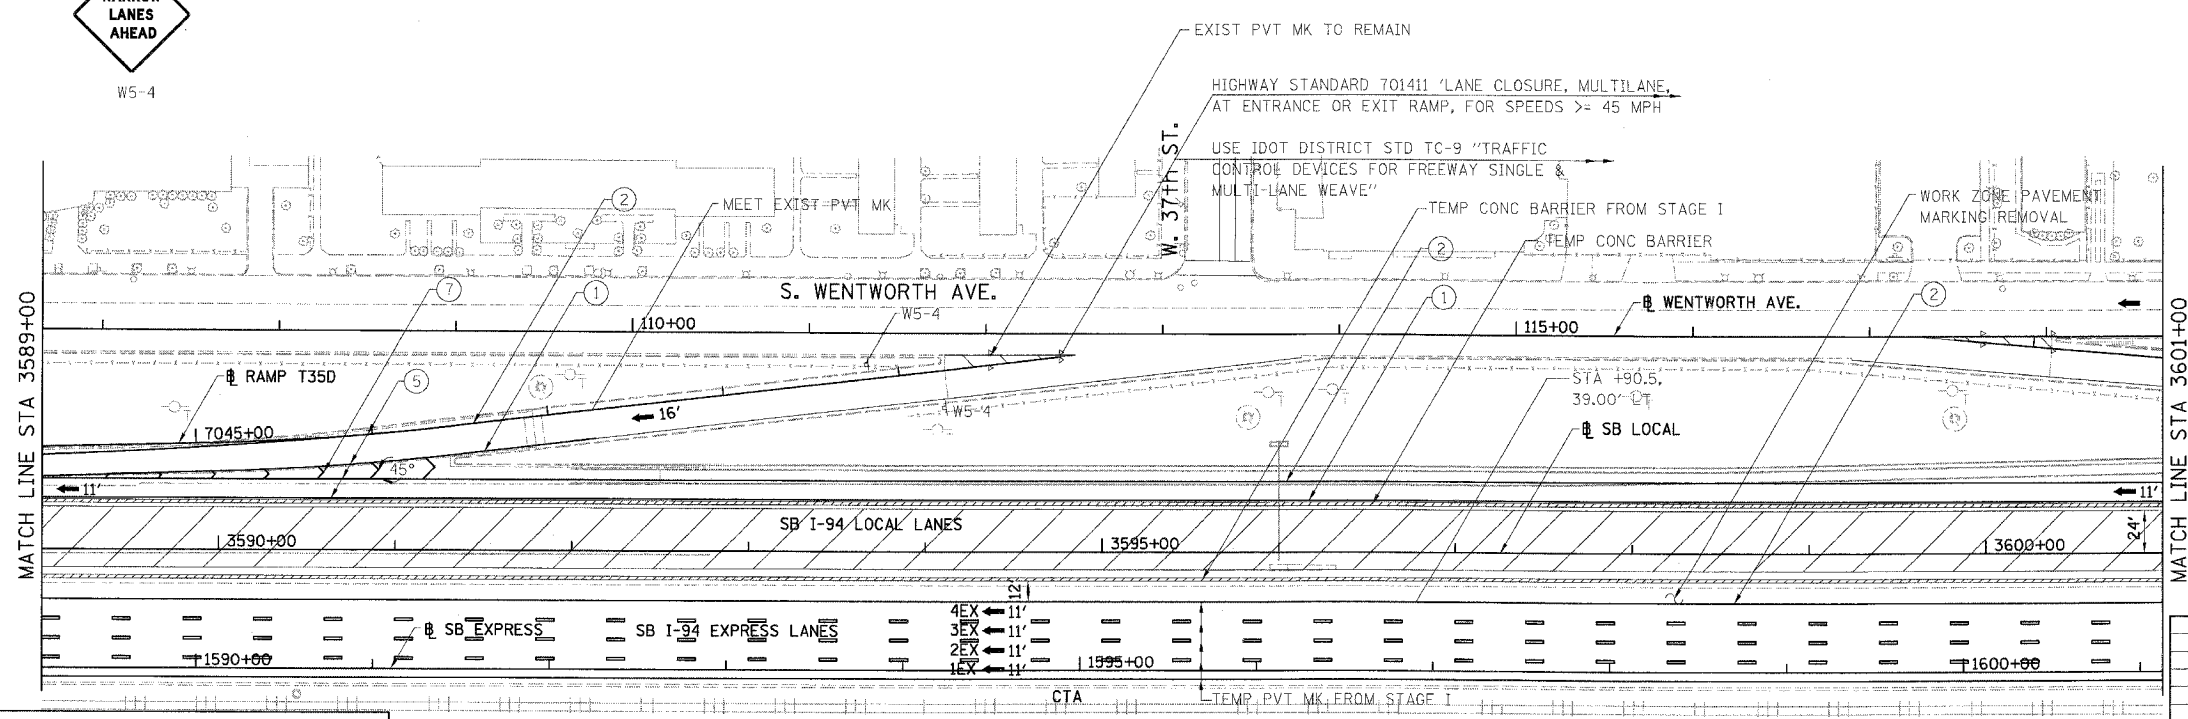 LANES
AHEAD
W5-4
EXIST PVT MK TO REMAIN
HIGHWAY STANDARD 701411 'LANE CLOSURE, MULTILANE,
AT ENTRANCE OR EXIT RAMP, FOR SPEEDS >= 45 MPH
USE IDOT DISTRICT STD TC-9 "TRAFFIC
CONTROL DEVICES FOR FREEWAY SINGLE &
MULTI-LANE WEAVE"
W. 37TH ST.
2
MEET EXIST PVT MK
TEMP CONC BARRIER FROM STAGE I
WORK ZONE PAVEMENT
MARKING REMOVAL
2
TEMP CONC BARRIER
7
1
S. WENTWORTH AVE.
1
2
W5-4
B WENTWORTH AVE.
110+00
115+00
MATCH LINE STA 3589+00
MATCH LINE STA 3601+00
B RAMP T35D
5
STA +90.5,
39.00' LT
16'
W5-4
7045+00
B SB LOCAL
45°
11'
11'
SB I-94 LOCAL LANES
24'
3590+00
3595+00
3600+00
12'
4EX 11'
B SB EXPRESS
SB I-94 EXPRESS LANES
3EX 11'
2EX 11'
1590+00
1EX 11'
1595+00
1600+00
CTA
TEMP PVT MK FROM STAGE I